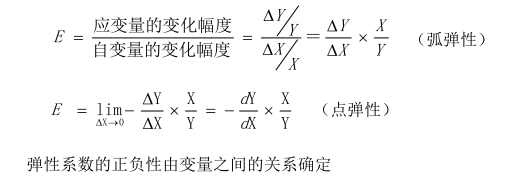 E = 应变量的变化幅度 / 自变量的变化幅度 = (ΔY/Y) / (ΔX/X) = ΔY/ΔX × X/Y （弧弹性）
E = lim ΔX→0 - ΔY/ΔX × X/Y = - dY/dX × X/Y （点弹性）
弹性系数的正负性由变量之间的关系确定